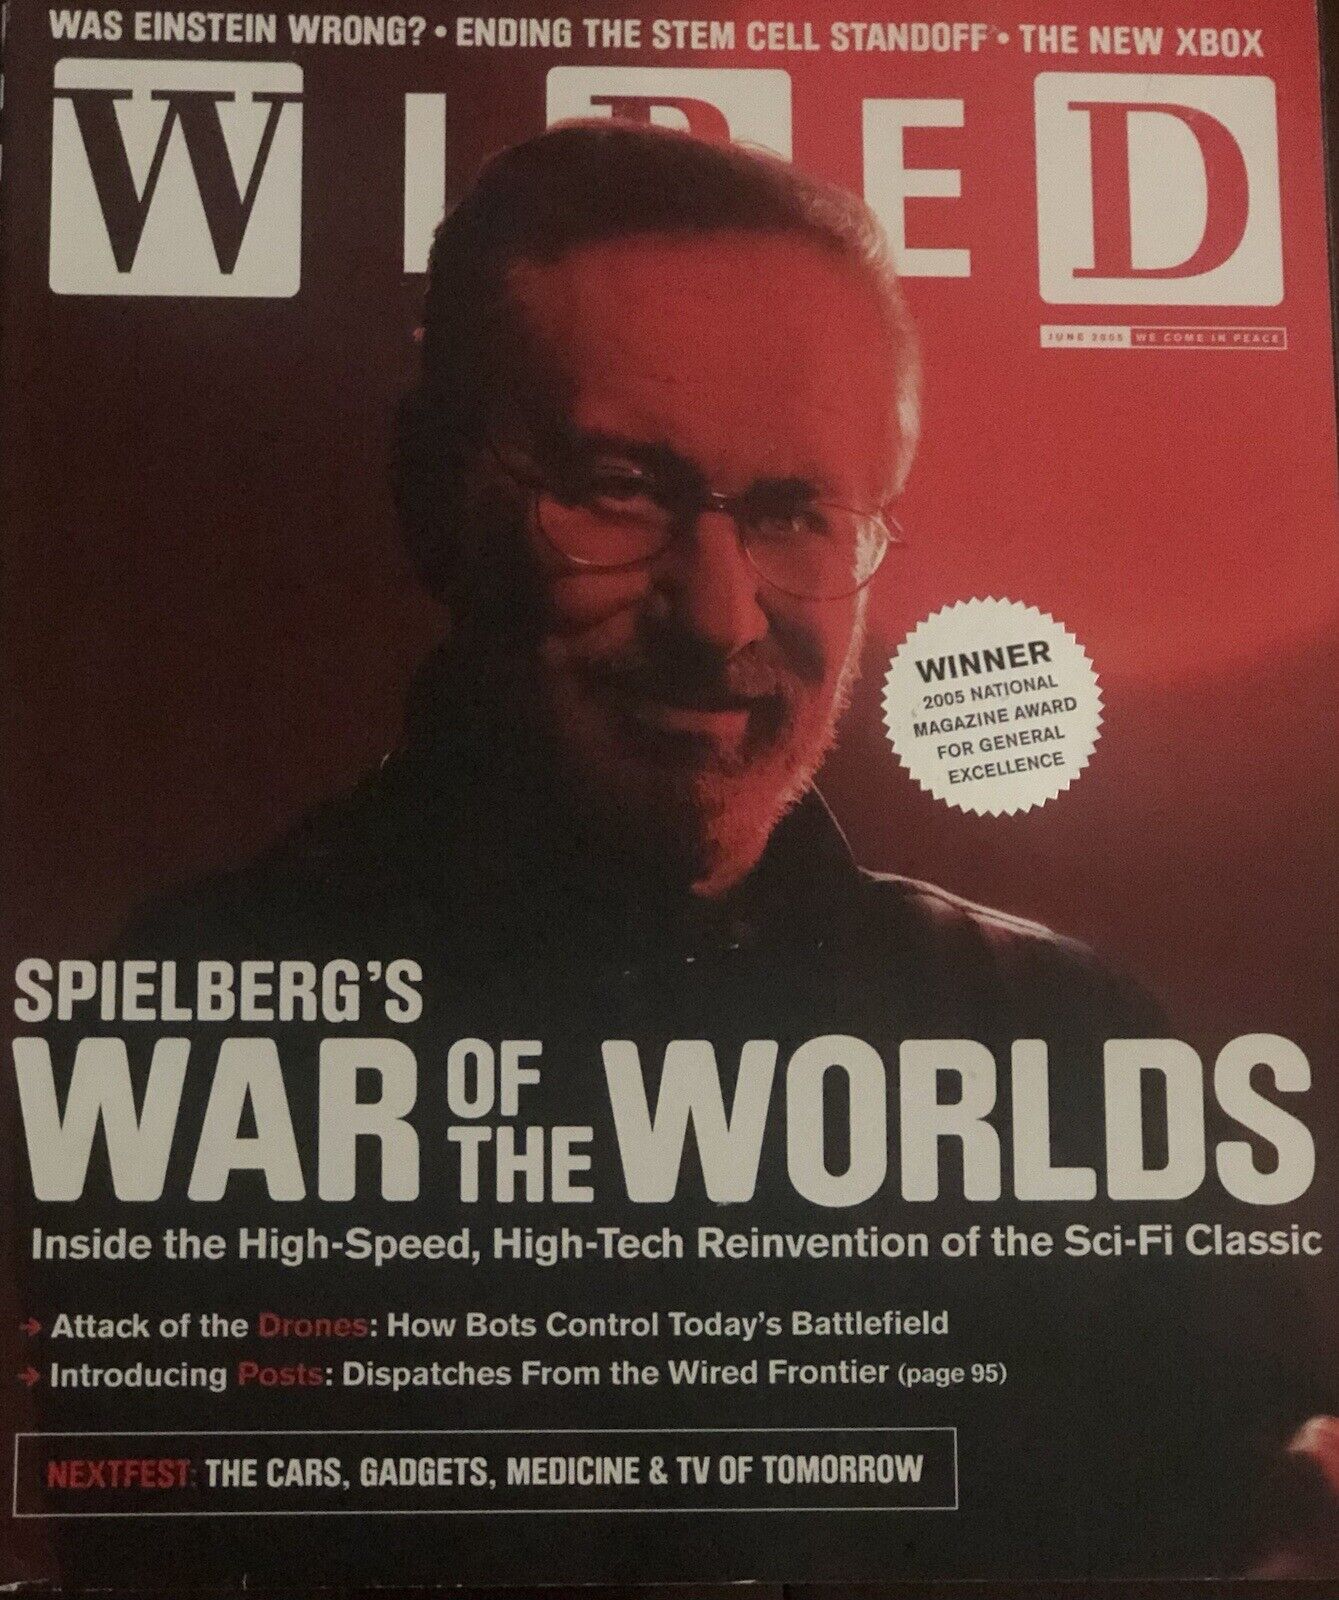 WAS EINSTEIN WRONG? • ENDING THE STEM CELL STANDOFF • THE NEW XBOX
WIRED
JUNE 2005 WE COME IN PEACE
WINNER
2005 NATIONAL
MAGAZINE AWARD
FOR GENERAL
EXCELLENCE
SPIELBERG'S
WAR OF THE WORLDS
Inside the High-Speed, High-Tech Reinvention of the Sci-Fi Classic
→ Attack of the Drones: How Bots Control Today's Battlefield
→ Introducing Posts: Dispatches From the Wired Frontier (page 95)
NEXTFEST: THE CARS, GADGETS, MEDICINE & TV OF TOMORROW